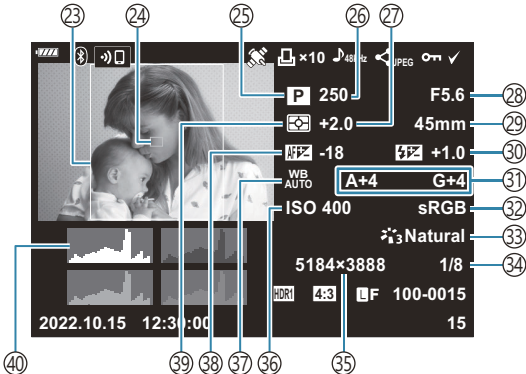 23 24 25 26 27
×10 48kHz JPEG
P 250 F5.6 28
+2.0 45mm 29
AF -18 +1.0 30
WB AUTO A+4 G+4 31
ISO 400 sRGB 32
3 Natural 33
5184×3888 1/8 34
HDR1 4:3 L F 100-0015
2022.10.15 12:30:00 15
40 39 38 37 36 35